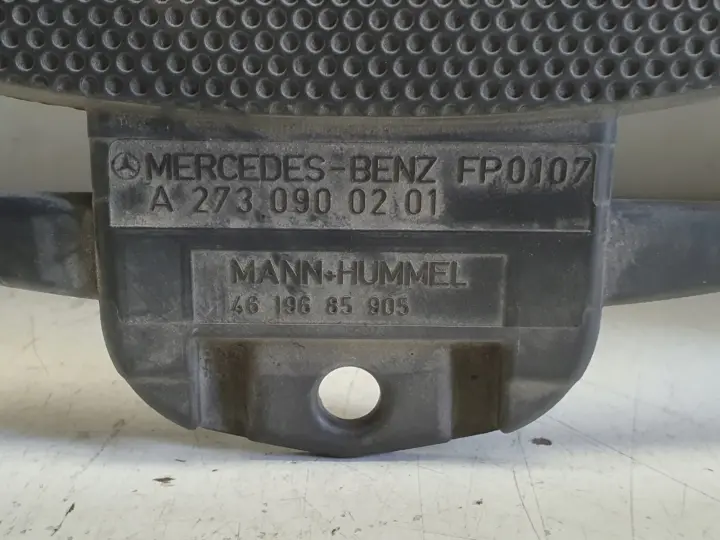 MERCEDES-BENZ FP0107
A 273 090 02 01
MANN+HUMMEL
46 196 85 905